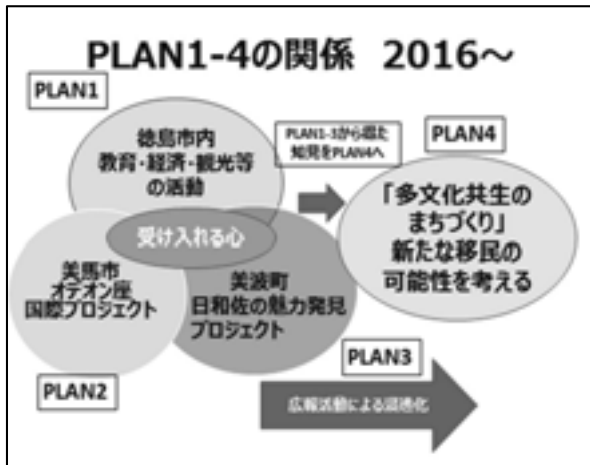 PLAN1-4の関係 2016~
PLAN1
徳島市内
教育・経済・観光等
の活動
PLAN1-3から得た
知見をPLAN4へ
PLAN4
「多文化共生の
まちづくり」
新たな移民の
可能性を考える
受け入れる心
美馬市
オデオン座
国際プロジェクト
美波町
日和佐の魅力発見
プロジェクト
PLAN2
PLAN3
広報活動による